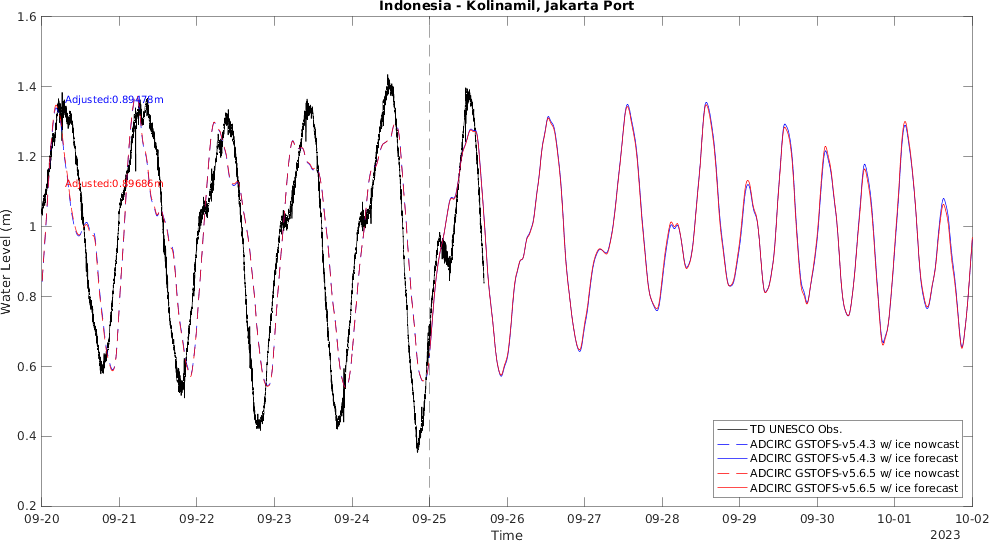 Indonesia - Kolinamil, Jakarta Port
1.6
1.4
1.2
1
0.8
0.6
0.4
0.2
Water Level (m)
Adjusted:0.89478m
Adjusted:0.89686m
TD UNESCO Obs.
ADCIRC GSTOFS-v5.4.3 w/ ice nowcast
ADCIRC GSTOFS-v5.4.3 w/ ice forecast
ADCIRC GSTOFS-v5.6.5 w/ ice nowcast
ADCIRC GSTOFS-v5.6.5 w/ ice forecast
09-20 09-21 09-22 09-23 09-24 09-25 09-26 09-27 09-28 09-29 09-30 10-01 10-02
Time
2023